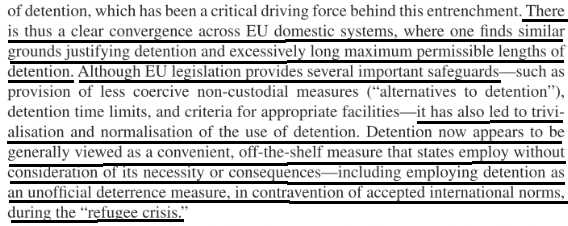 of detention, which has been a critical driving force behind this entrenchment. There
is thus a clear convergence across EU domestic systems, where one finds similar
grounds justifying detention and excessively long maximum permissible lengths of
detention. Although EU legislation provides several important safeguards—such as
provision of less coercive non-custodial measures (“alternatives to detention”),
detention time limits, and criteria for appropriate facilities—it has also led to trivi-
alisation and normalisation of the use of detention. Detention now appears to be
generally viewed as a convenient, off-the-shelf measure that states employ without
consideration of its necessity or consequences—including employing detention as
an unofficial deterrence measure, in contravention of accepted international norms,
during the “refugee crisis.”